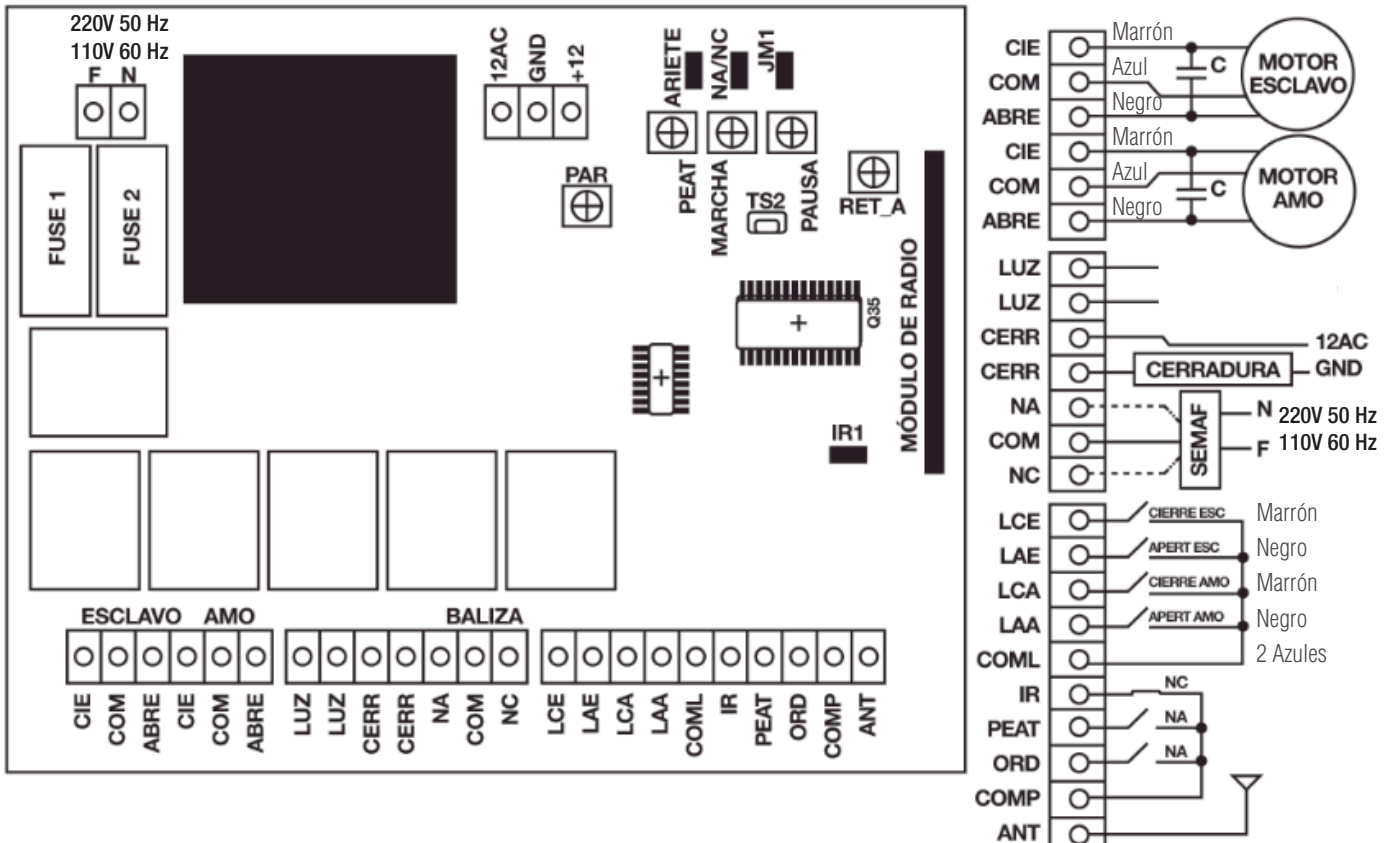 220V 50 Hz
110V 60 Hz
F N
FUSE 1
FUSE 2
12AC
GND
+12
PAR
ARIETE
NA/NC
JM1
PEAT
MARCHA
PAUSA
TS2
RET_A
Q35
MÓDULO DE RADIO
IR1
ESCLAVO AMO
BALIZA
CIE
COM
ABRE
CIE
COM
ABRE
LUZ
LUZ
CERR
CERR
NA
COM
NC
LCE
LAE
LCA
LAA
COML
IR
PEAT
ORD
COMP
ANT
CIE Marrón
COM Azul
ABRE Negro
C
MOTOR
ESCLAVO
CIE Marrón
COM Azul
ABRE Negro
C
MOTOR
AMO
LUZ
LUZ
CERR 12AC
CERR CERRADURA GND
NA
COM
NC
SEMAF
N
F
220V 50 Hz
110V 60 Hz
LCE CIERRE ESC Marrón
LAE APERT ESC Negro
LCA CIERRE AMO Marrón
LAA APERT AMO Negro
COML 2 Azules
IR NC
PEAT NA
ORD NA
COMP
ANT